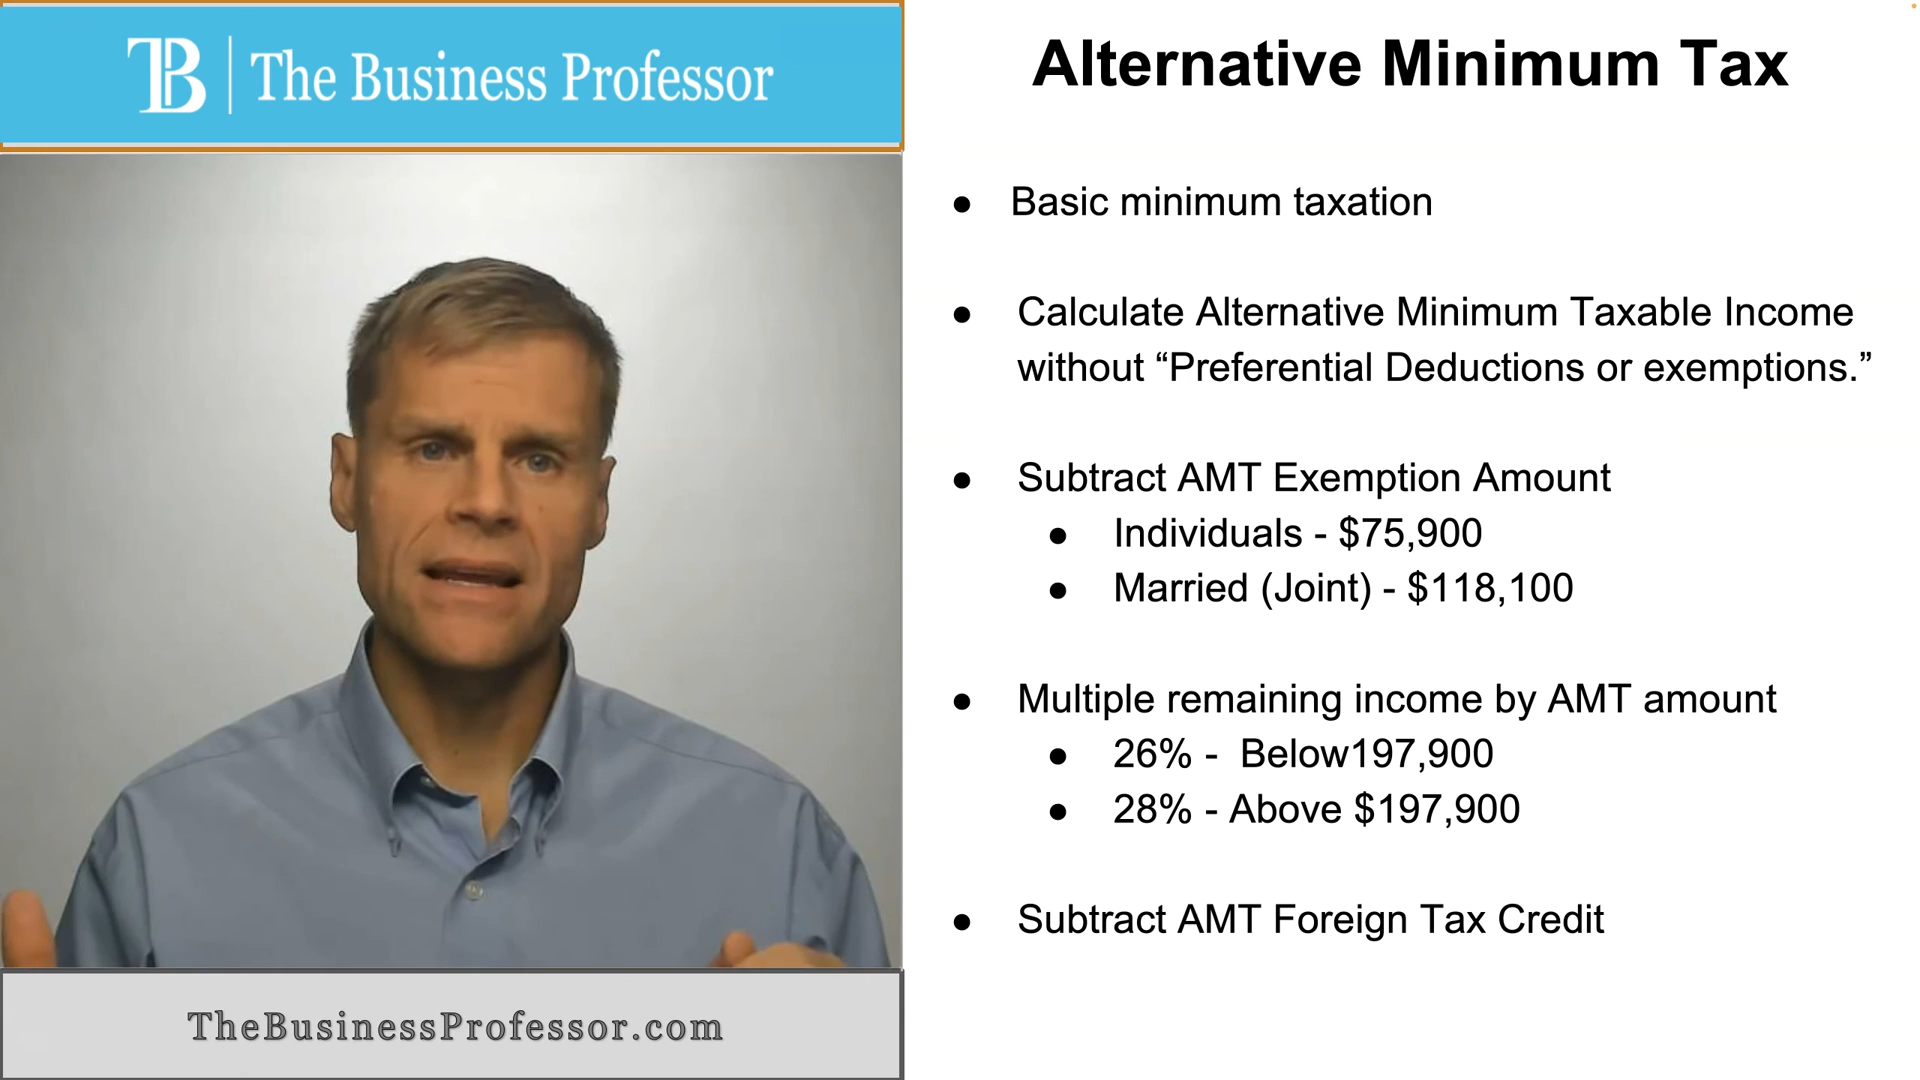 TB | The Business Professor
Alternative Minimum Tax
● Basic minimum taxation
● Calculate Alternative Minimum Taxable Income
without “Preferential Deductions or exemptions.”
● Subtract AMT Exemption Amount
● Individuals - $75,900
● Married (Joint) - $118,100
● Multiple remaining income by AMT amount
● 26% - Below197,900
● 28% - Above $197,900
● Subtract AMT Foreign Tax Credit
TheBusinessProfessor.com